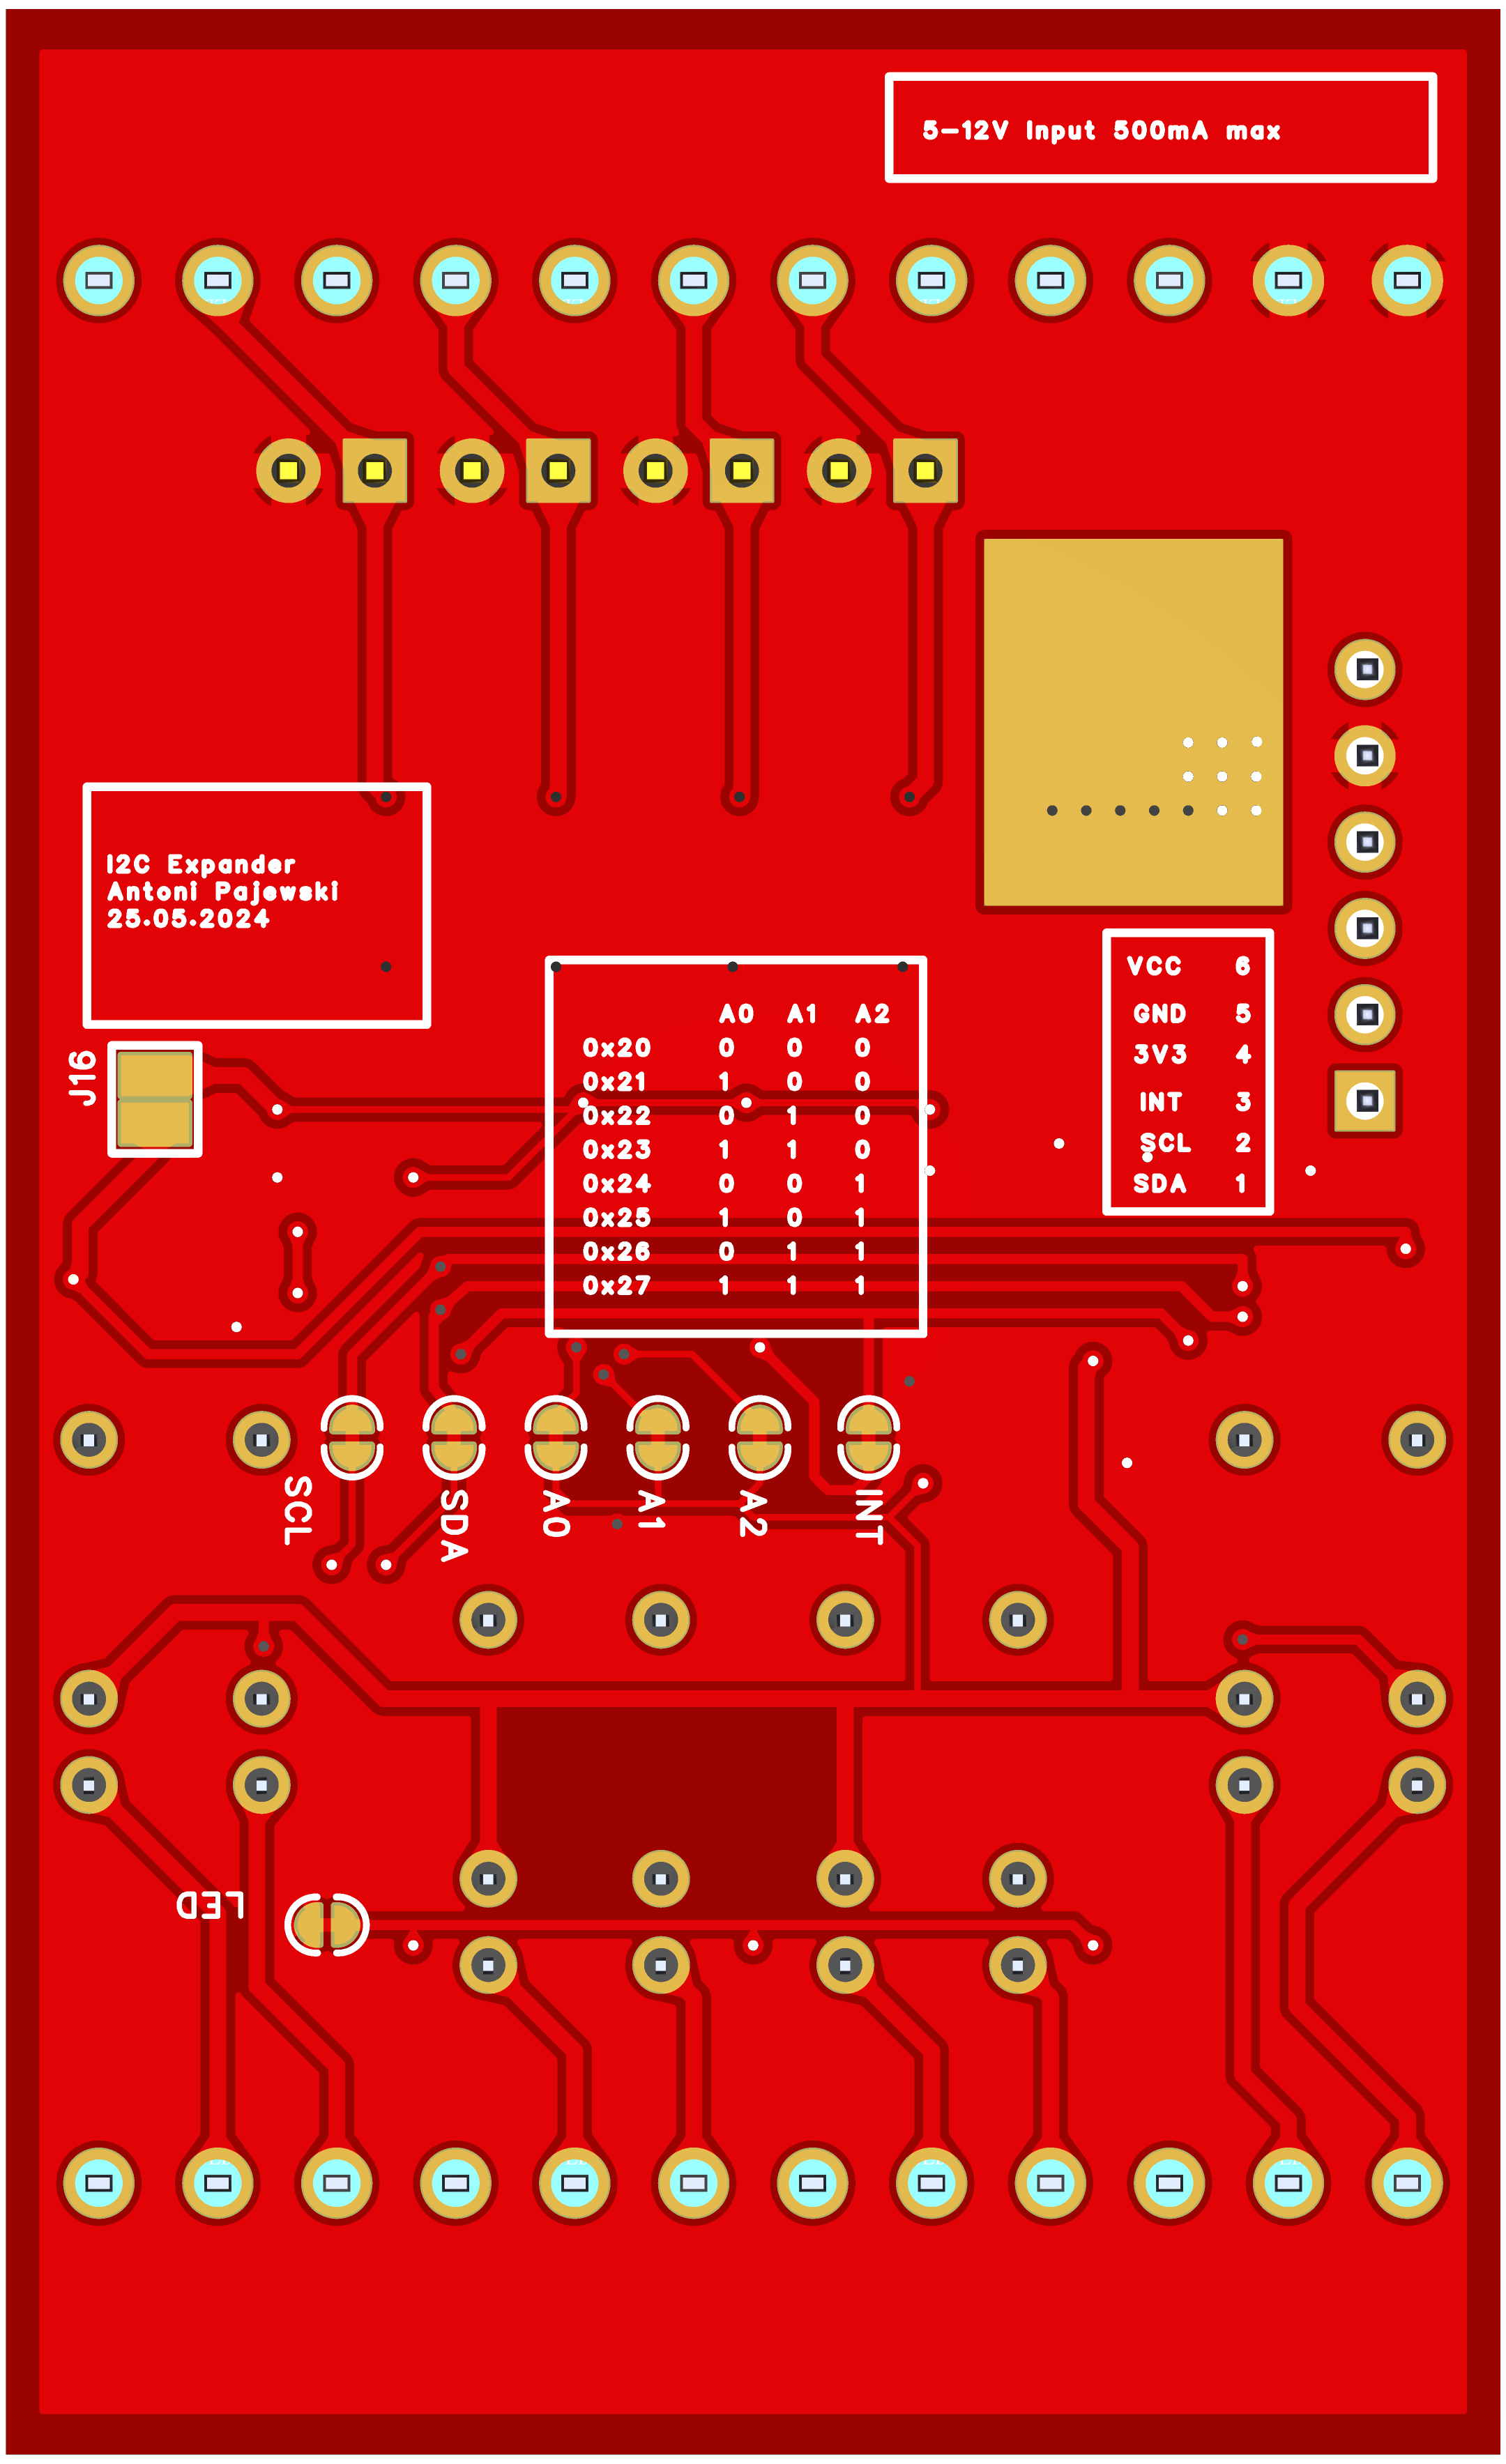 5-12V Input 500mA max
I2C Expander
Antoni Pajewski
25.05.2024
J16
A0 A1 A2
0x20 0 0 0
0x21 1 0 0
0x22 0 1 0
0x23 1 1 0
0x24 0 0 1
0x25 1 0 1
0x26 0 1 1
0x27 1 1 1
VCC 6
GND 5
3V3 4
INT 3
SCL 2
SDA 1
SCL
SDA
A0
A1
A2
INT
LED